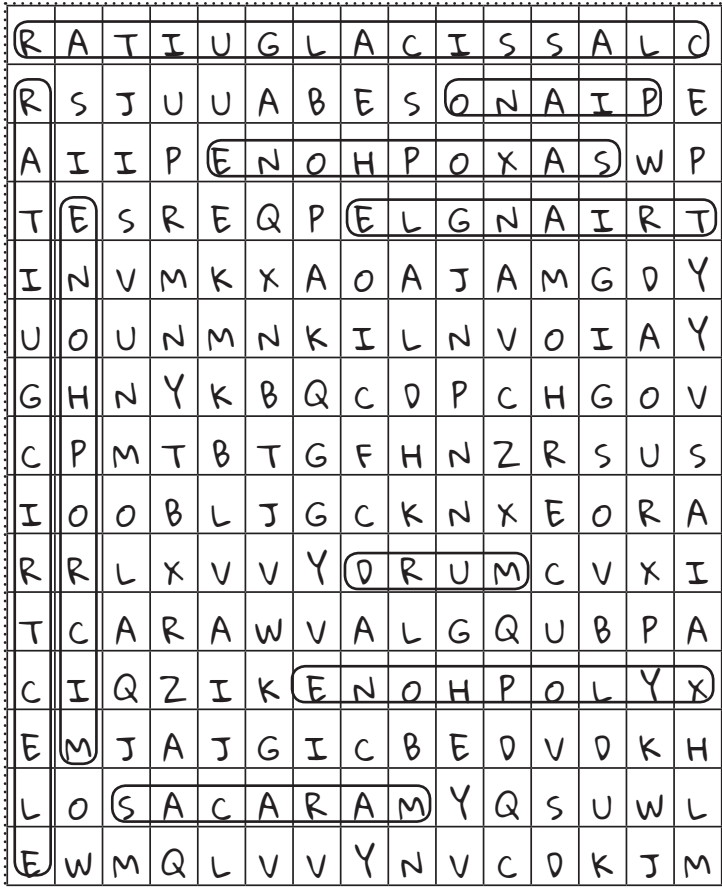 R A T I U G L A C I S S A L C
R S J U U A B E S O N A I P E
A I I P E N O H P O X A S W P
T E S R E Q P E L G N A I R T
I N V M K X A O A J A M G D Y
U O U N M N K I L N V O I A Y
G H N Y K B Q C D P C H G O V
C P M T B T G F H N Z R S U S
I O O B L J G C K N X E O R A
R R L X V V Y D R U M C V X I
T C A R A W V A L G Q U B P A
C I Q Z I K E N O H P O L Y X
E M J A J G I C B E D V D K H
L O S A C A R A M Y Q S U W L
E W M Q L V V Y N V C D K J M